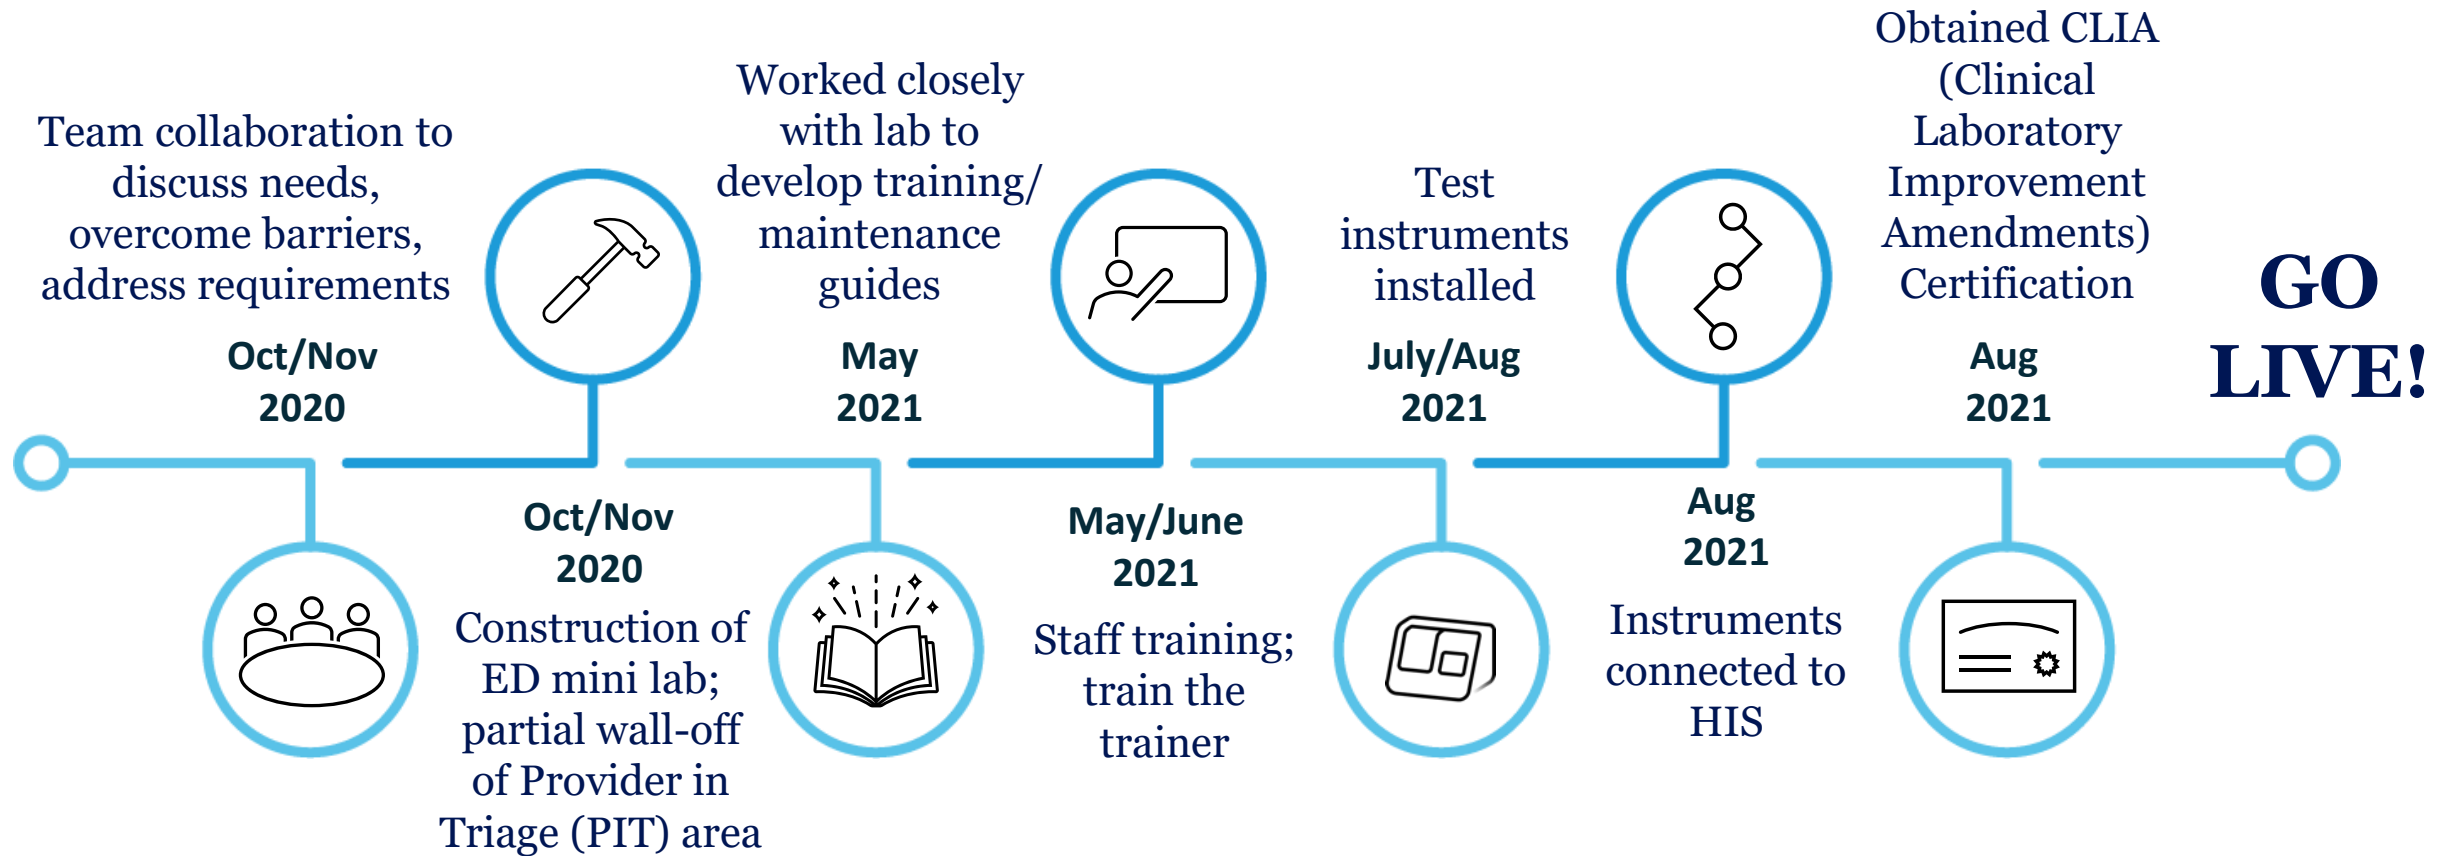 Team collaboration to
discuss needs,
overcome barriers,
address requirements
Oct/Nov
2020
Oct/Nov
2020
Construction of
ED mini lab;
partial wall-off
of Provider in
Triage (PIT) area
Worked closely
with lab to
develop training/
maintenance
guides
May
2021
May/June
2021
Staff training;
train the
trainer
Test
instruments
installed
July/Aug
2021
Aug
2021
Instruments
connected to
HIS
Obtained CLIA
(Clinical
Laboratory
Improvement
Amendments)
Certification
Aug
2021
GO
LIVE!